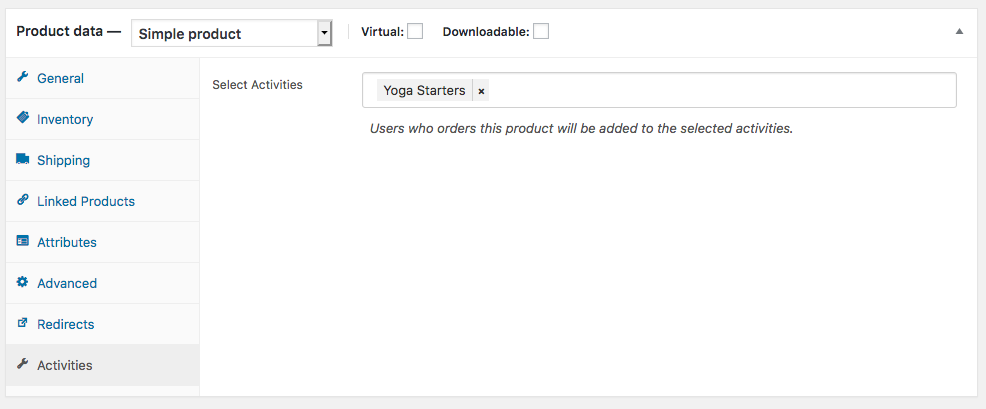 Product data — Simple product Virtual: Downloadable:
General
Inventory
Shipping
Linked Products
Attributes
Advanced
Redirects
Activities
Select Activities Yoga Starters ×
Users who orders this product will be added to the selected activities.